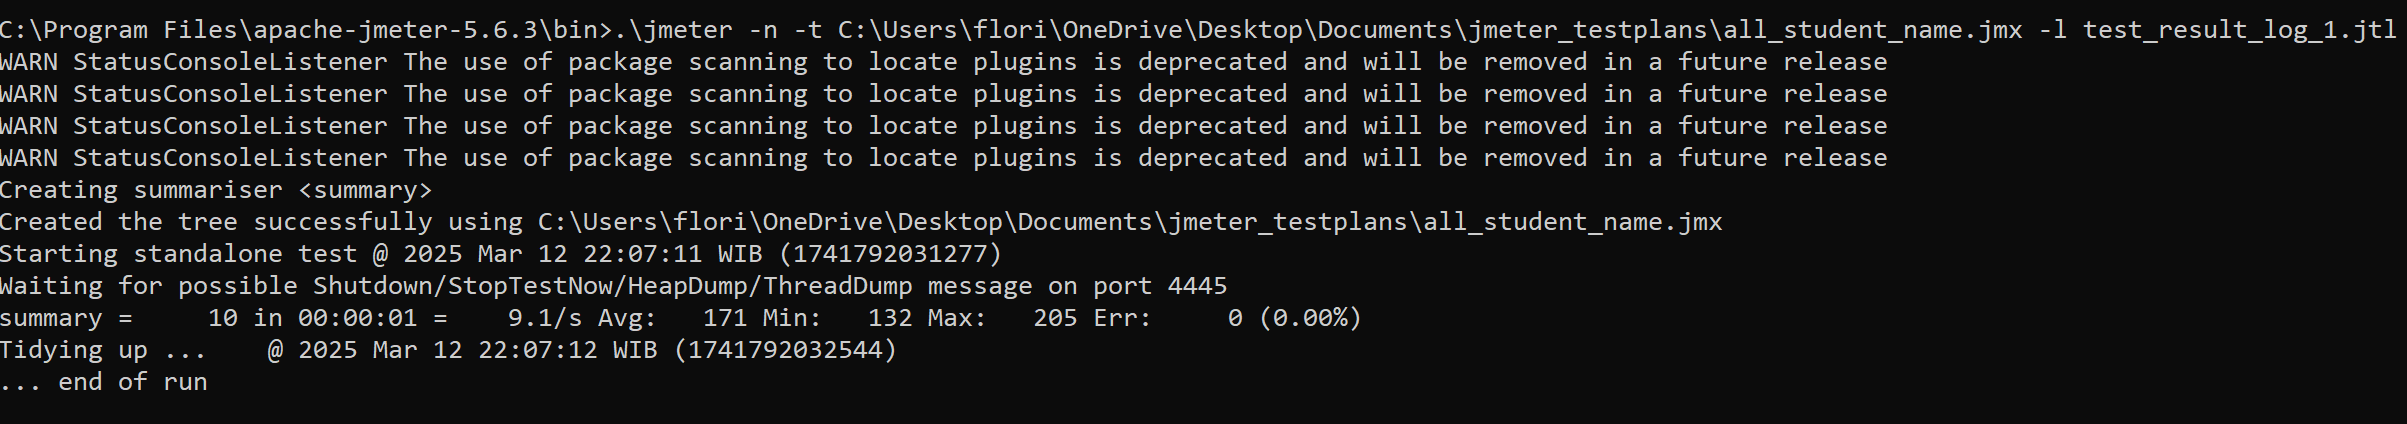 C:\Program Files\apache-jmeter-5.6.3\bin>.\jmeter -n -t C:\Users\flori\OneDrive\Desktop\Documents\jmeter_testplans\all_student_name.jmx -l test_result_log_1.jtl
WARN StatusConsoleListener The use of package scanning to locate plugins is deprecated and will be removed in a future release
WARN StatusConsoleListener The use of package scanning to locate plugins is deprecated and will be removed in a future release
WARN StatusConsoleListener The use of package scanning to locate plugins is deprecated and will be removed in a future release
WARN StatusConsoleListener The use of package scanning to locate plugins is deprecated and will be removed in a future release
Creating summariser <summary>
Created the tree successfully using C:\Users\flori\OneDrive\Desktop\Documents\jmeter_testplans\all_student_name.jmx
Starting standalone test @ 2025 Mar 12 22:07:11 WIB (1741792031277)
Waiting for possible Shutdown/StopTestNow/HeapDump/ThreadDump message on port 4445
summary =     10 in 00:00:01 =    9.1/s Avg:   171 Min:   132 Max:   205 Err:     0 (0.00%)
Tidying up ...    @ 2025 Mar 12 22:07:12 WIB (1741792032544)
... end of run